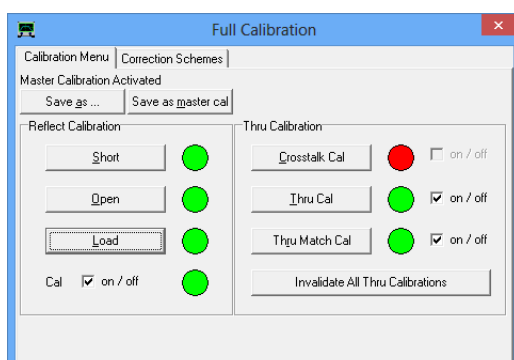 Full Calibration
Calibration Menu Correction Schemes
Master Calibration Activated
Save as ... Save as master cal
Reflect Calibration
Short
Open
Load
Cal on / off
Thru Calibration
Crosstalk Cal on / off
Thru Cal on / off
Thru Match Cal on / off
Invalidate All Thru Calibrations